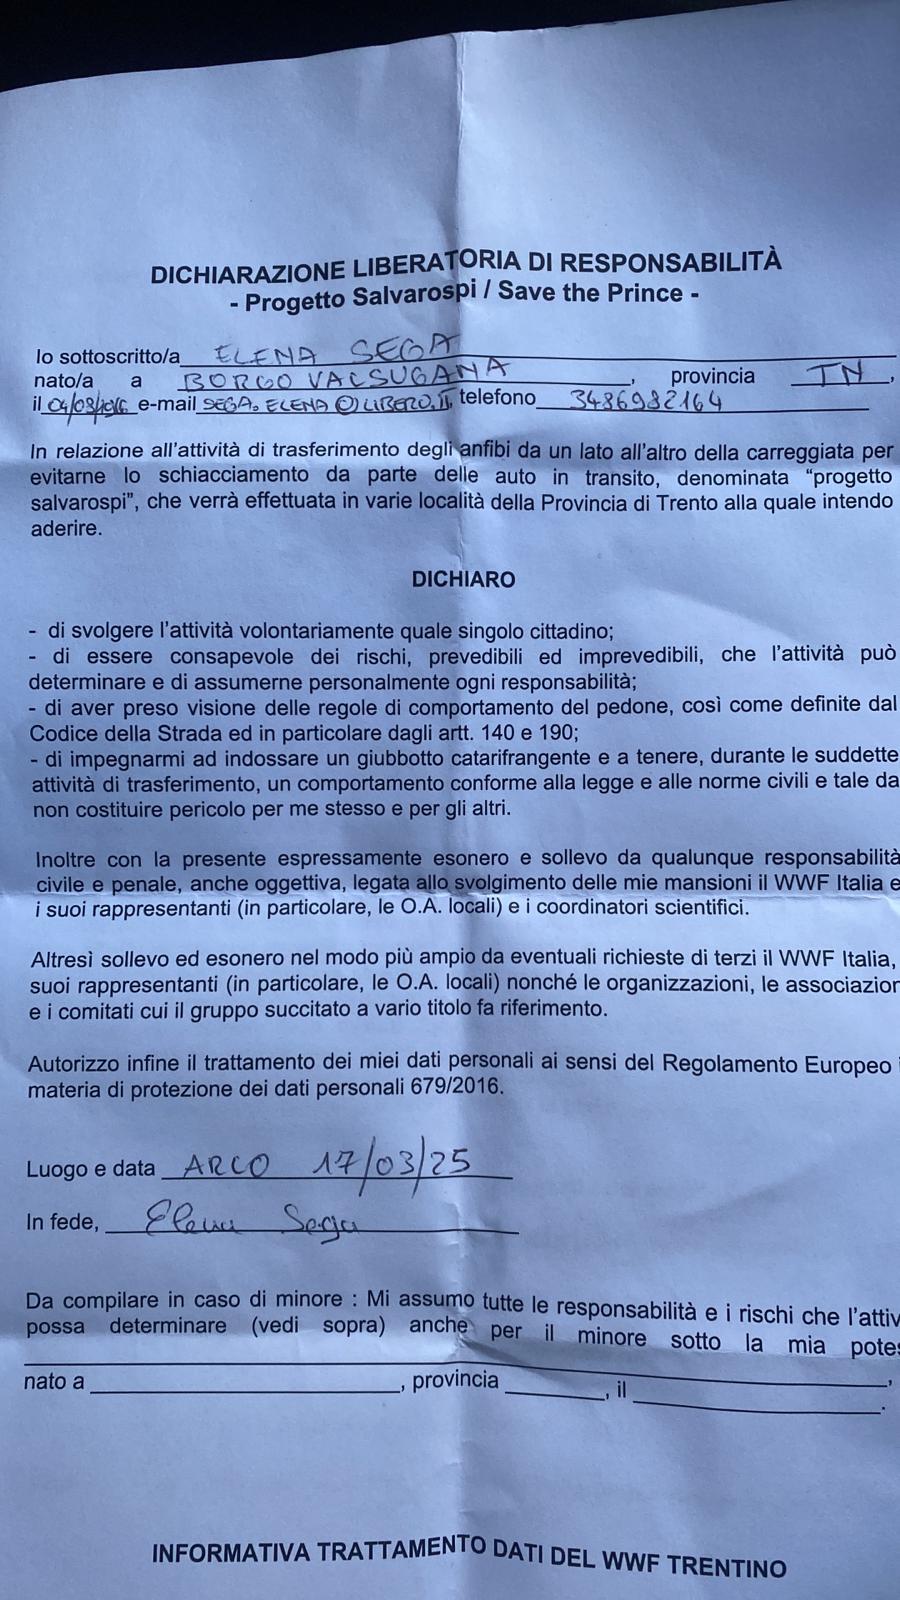 DICHIARAZIONE LIBERATORIA DI RESPONSABILITÀ
- Progetto Salvarospi / Save the Prince -
Io sottoscritto/a ELENA SEGA
nato/a a BORGO VALSUGANA, provincia TN,
il e-mail SEGA.ELENA@LIBERO.IT telefono 3486982164
In relazione all'attività di trasferimento degli anfibi da un lato all'altro della carreggiata per
evitarne lo schiacciamento da parte delle auto in transito, denominata “progetto
salvarospi”, che verrà effettuata in varie località della Provincia di Trento alla quale intendo
aderire.
DICHIARO
- di svolgere l'attività volontariamente quale singolo cittadino;
- di essere consapevole dei rischi, prevedibili ed imprevedibili, che l'attività può
determinare e di assumerne personalmente ogni responsabilità;
- di aver preso visione delle regole di comportamento del pedone, così come definite dal
Codice della Strada ed in particolare dagli artt. 140 e 190;
- di impegnarmi ad indossare un giubbotto catarifrangente e a tenere, durante le suddette
attività di trasferimento, un comportamento conforme alla legge e alle norme civili e tale da
non costituire pericolo per me stesso e per gli altri.
Inoltre con la presente espressamente esonero e sollevo da qualunque responsabilità
civile e penale, anche oggettiva, legata allo svolgimento delle mie mansioni il WWF Italia e
i suoi rappresentanti (in particolare, le O.A. locali) e i coordinatori scientifici.
Altresì sollevo ed esonero nel modo più ampio da eventuali richieste di terzi il WWF Italia,
suoi rappresentanti (in particolare, le O.A. locali) nonché le organizzazioni, le associazion
e i comitati cui il gruppo succitato a vario titolo fa riferimento.
Autorizzo infine il trattamento dei miei dati personali ai sensi del Regolamento Europeo i
materia di protezione dei dati personali 679/2016.
Luogo e data ARCO 17/03/25
In fede, Elena Sega
Da compilare in caso di minore : Mi assumo tutte le responsabilità e i rischi che l'attiv
possa determinare (vedi sopra) anche per il minore sotto la mia potes
nato a , provincia , il .
INFORMATIVA TRATTAMENTO DATI DEL WWF TRENTINO